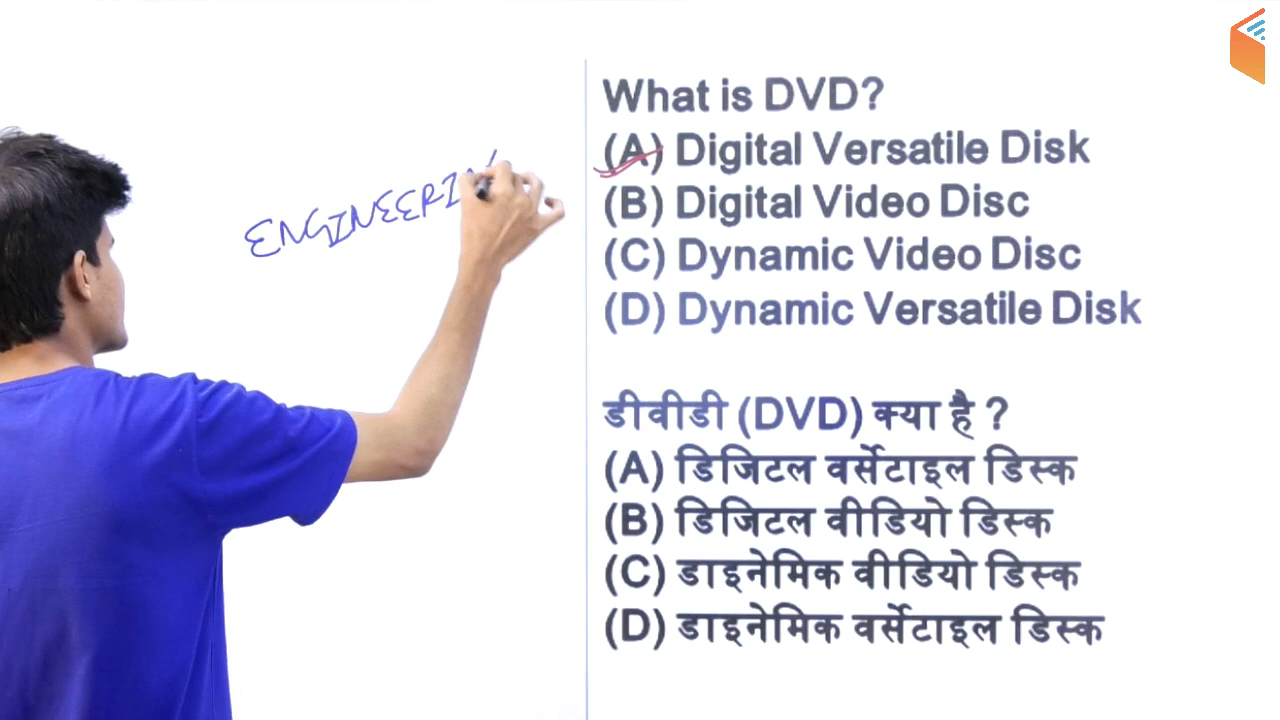 ENGINEERIN
What is DVD?
(A) Digital Versatile Disk
(B) Digital Video Disc
(C) Dynamic Video Disc
(D) Dynamic Versatile Disk
डीवीडी (DVD) क्या है ?
(A) डिजिटल वर्सेटाइल डिस्क
(B) डिजिटल वीडियो डिस्क
(C) डाइनेमिक वीडियो डिस्क
(D) डाइनेमिक वर्सेटाइल डिस्क